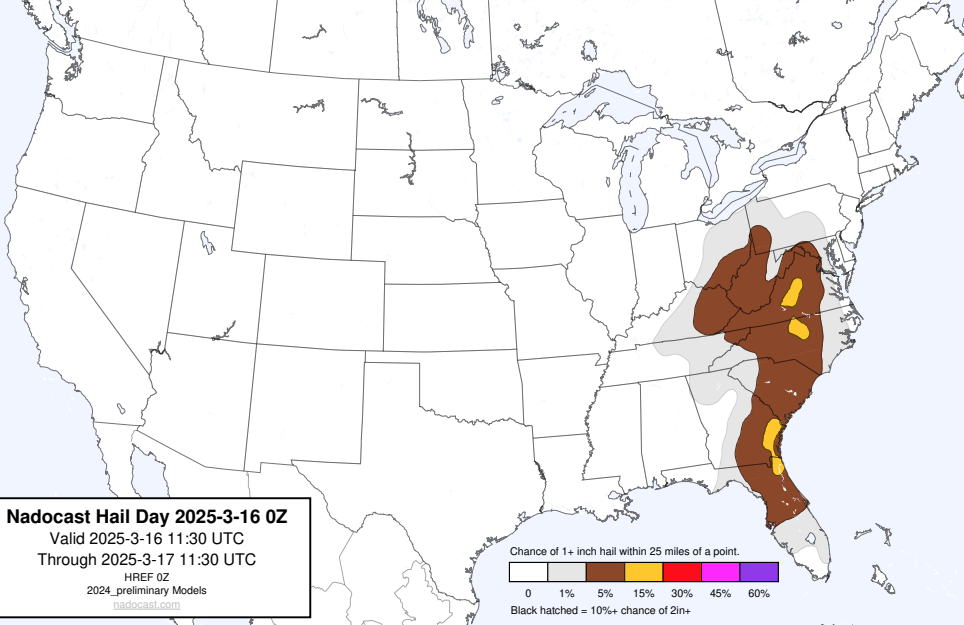 Nadocast Hail Day 2025-3-16 0Z
Valid 2025-3-16 11:30 UTC
Through 2025-3-17 11:30 UTC
HREF 0Z
2024_preliminary Models
nadocast.com
Chance of 1+ inch hail within 25 miles of a point.
0 1% 5% 15% 30% 45% 60%
Black hatched = 10%+ chance of 2in+